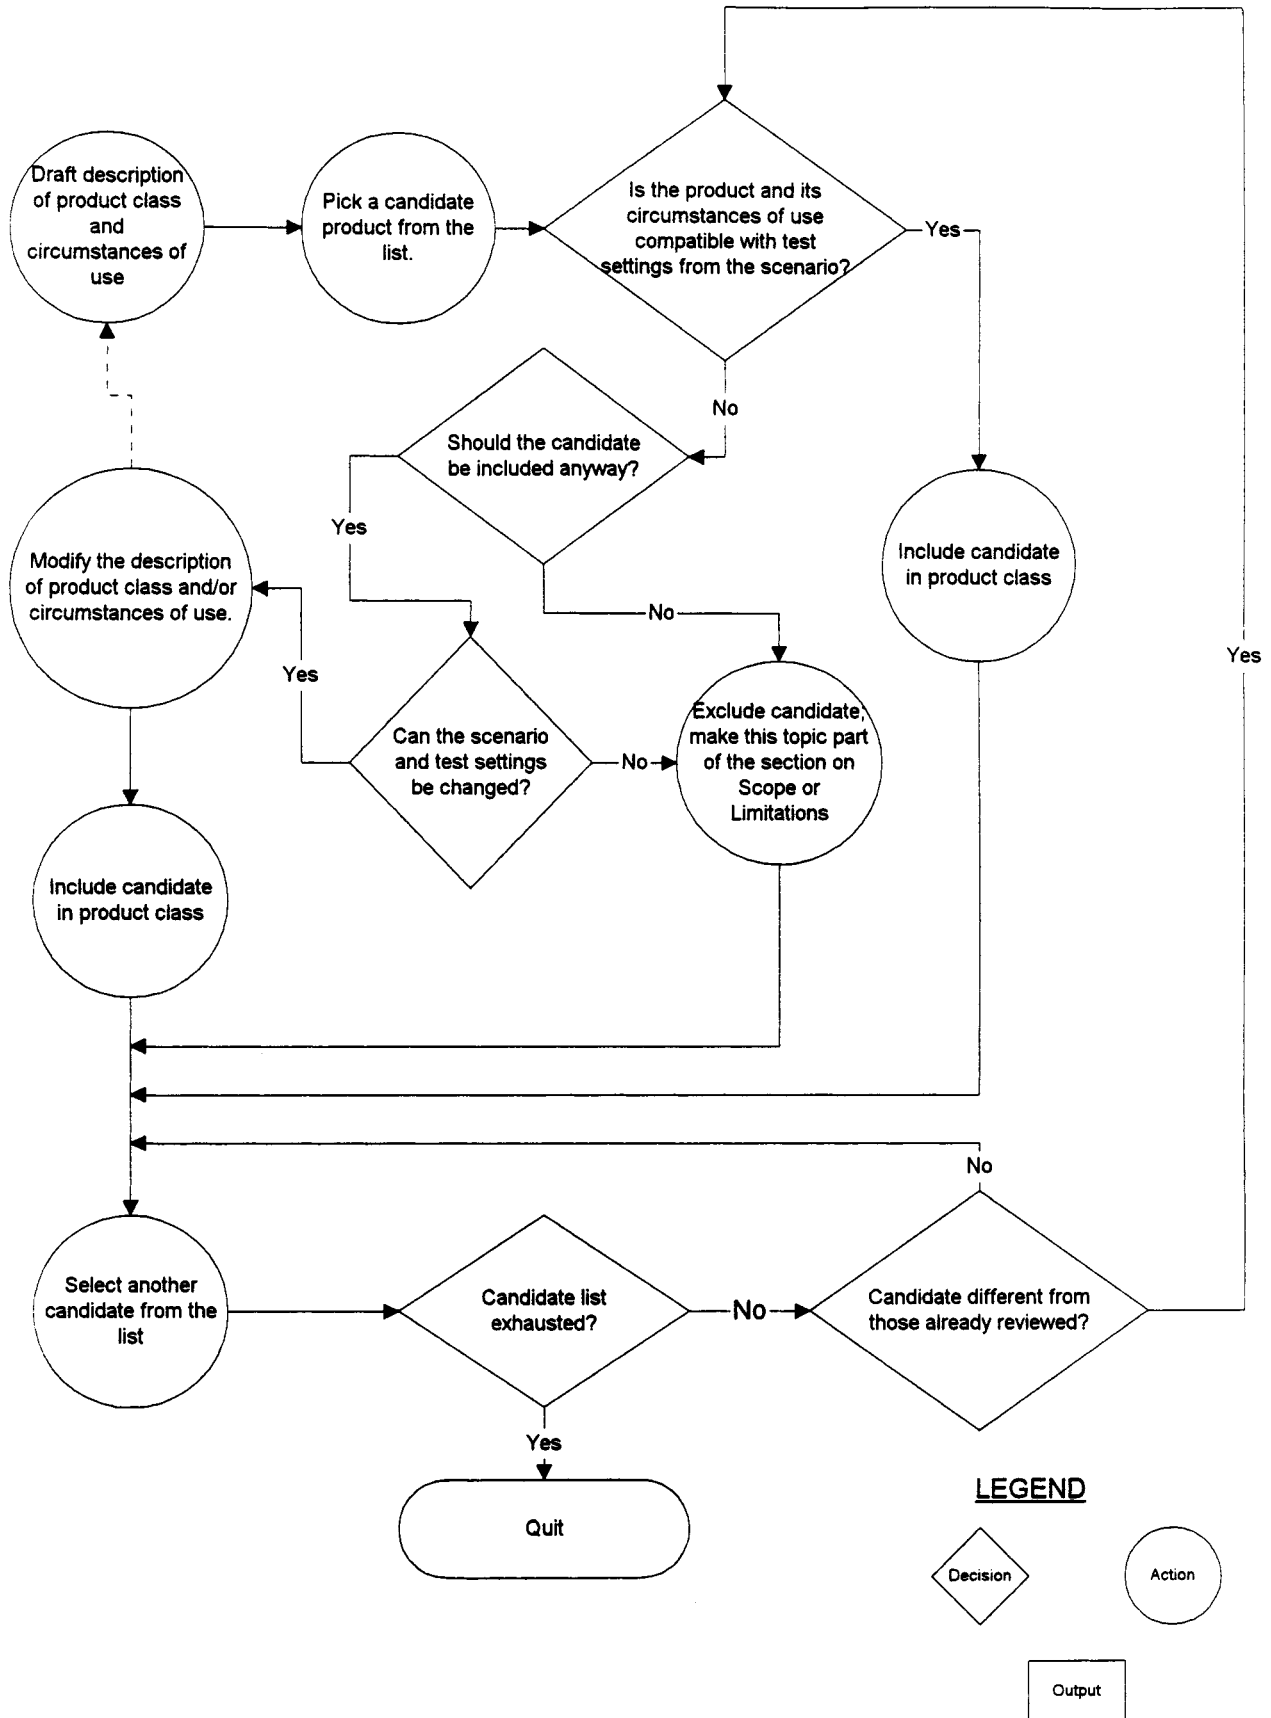 Draft description
of product class
and
circumstances of
use
Pick a candidate
product from the
list.
Is the product and its
circumstances of use
compatible with test
settings from the scenario?
Yes
No
Should the candidate
be included anyway?
Yes
No
Include candidate
in product class
Yes
Modify the description
of product class and/or
circumstances of use.
Yes
Can the scenario
and test settings
be changed?
No
Exclude candidate;
make this topic part
of the section on
Scope or
Limitations
Include candidate
in product class
No
Select another
candidate from the
list
Candidate list
exhausted?
No
Candidate different from
those already reviewed?
Yes
Quit
LEGEND
Decision
Action
Output